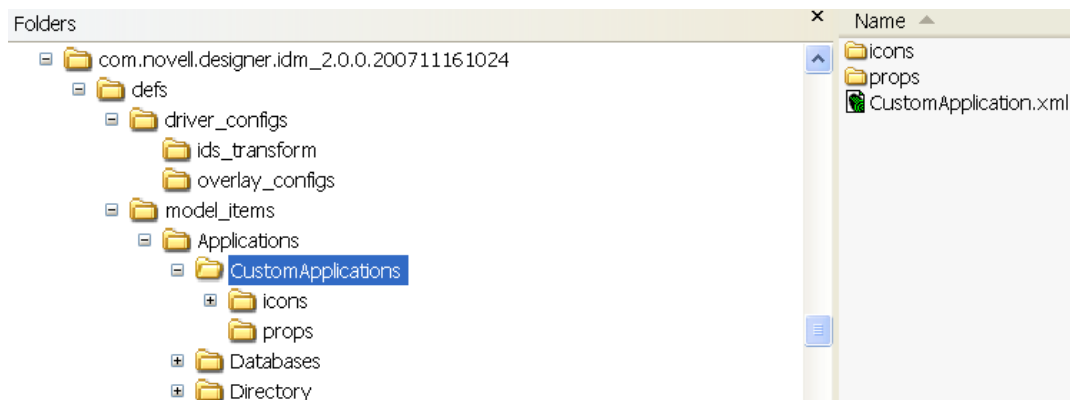 Folders
com.novell.designer.idm_2.0.0.200711161024
defs
driver_configs
ids_transform
overlay_configs
model_items
Applications
CustomApplications
icons
props
Databases
Directory
Name
icons
props
CustomApplication.xml